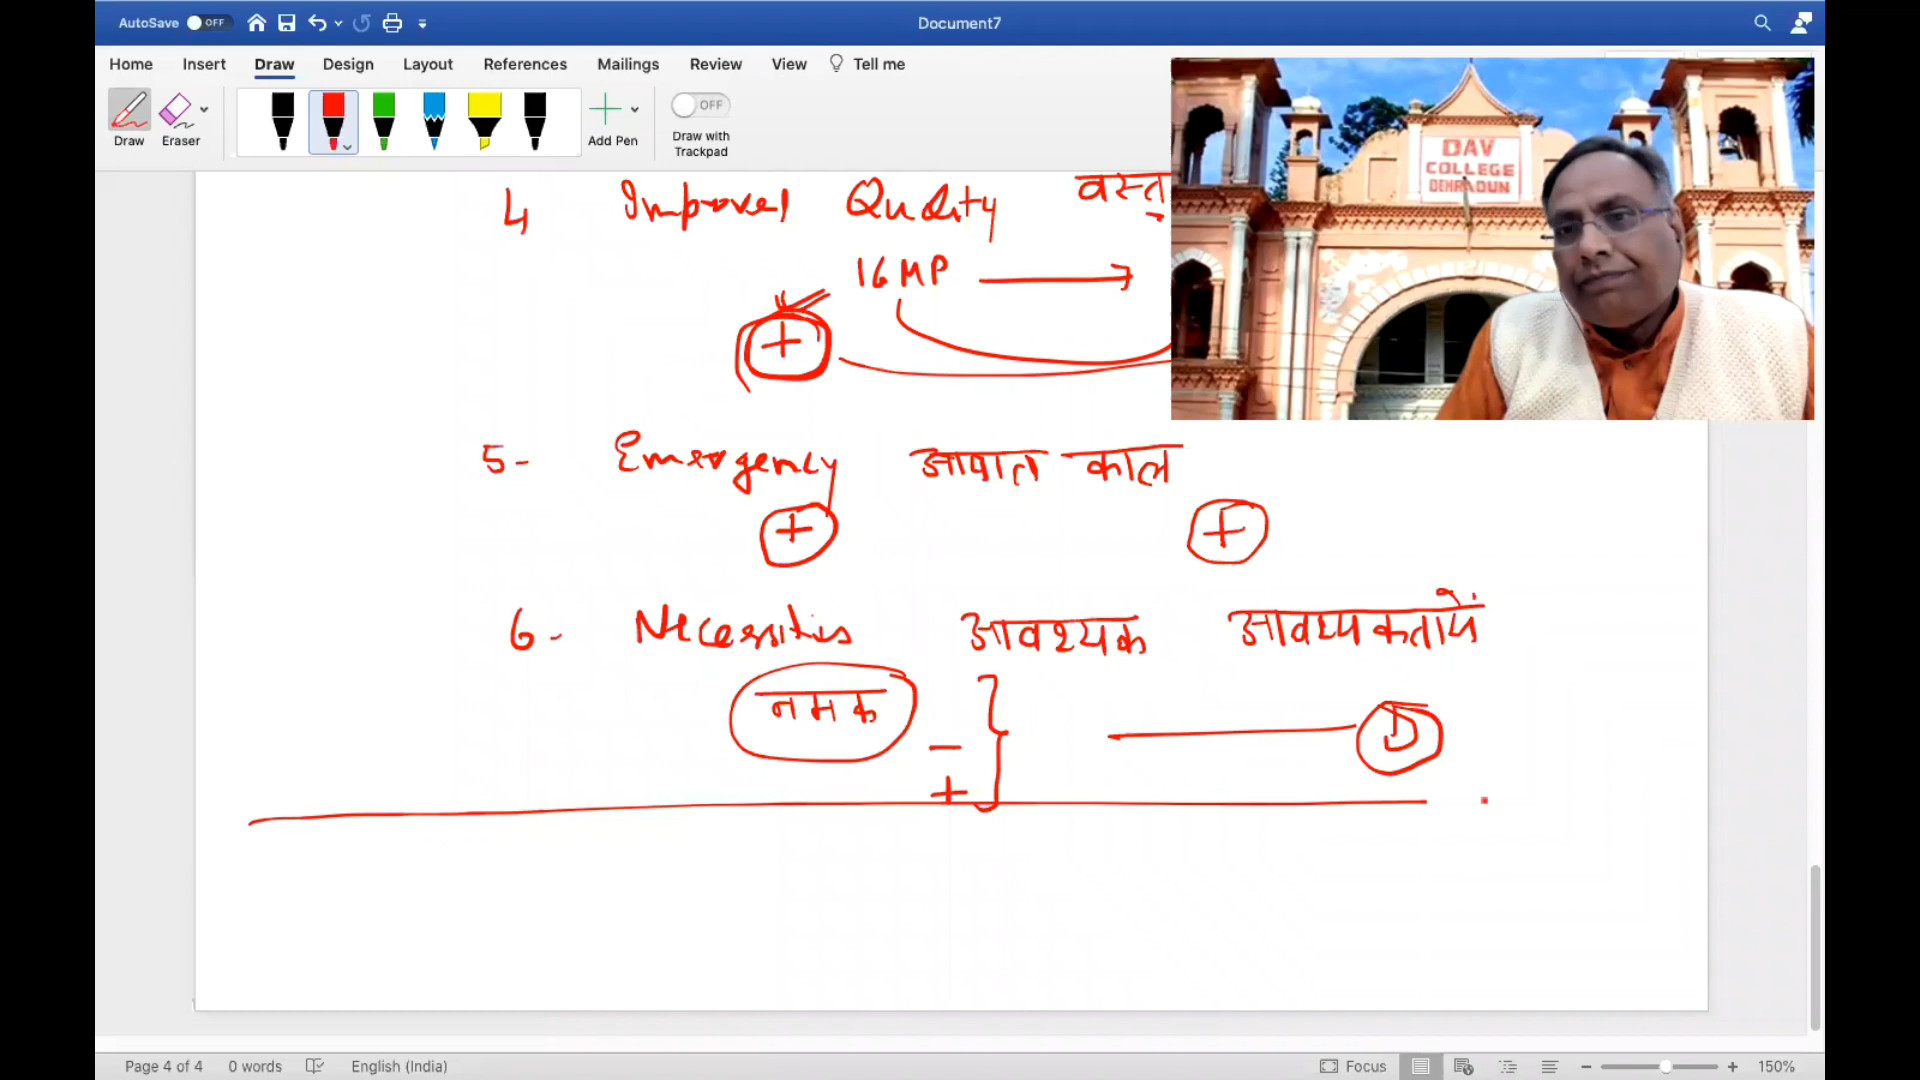 AutoSave OFF Document7
Home Insert Draw Design Layout References Mailings Review View Tell me
Draw Eraser Add Pen OFF Draw with Trackpad
DAV
COLLEGE
DEHRADUN
4 Improved Quality वस्त
16 MP
+
5- Emergency आपात काल
+ +
6- Necessities आवश्यक आवश्यकतायें
नमक
-
+
D
Page 4 of 4 0 words English (India) Focus 150%